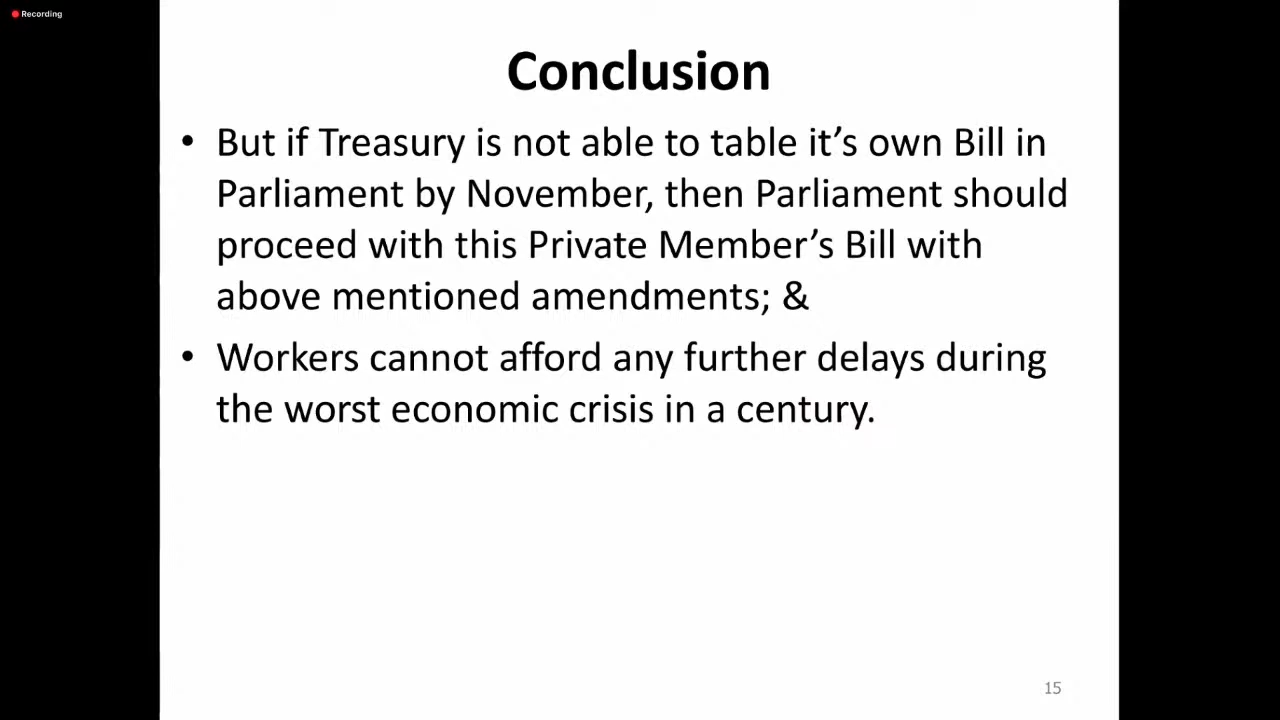 Recording
Conclusion
• But if Treasury is not able to table it’s own Bill in
Parliament by November, then Parliament should
proceed with this Private Member’s Bill with
above mentioned amendments; &
• Workers cannot afford any further delays during
the worst economic crisis in a century.
15